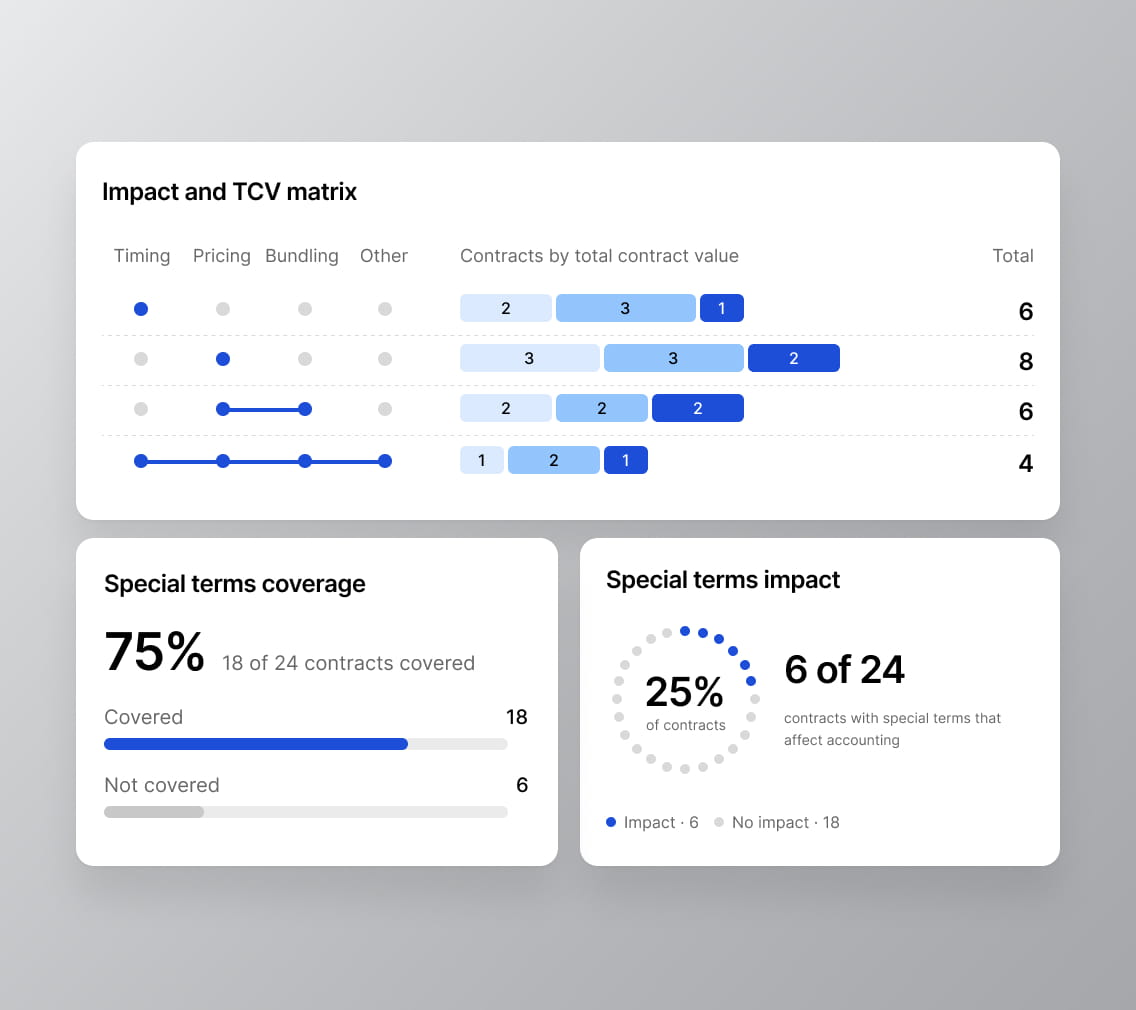 Impact and TCV matrix
Timing Pricing Bundling Other Contracts by total contract value Total
2 3 1 6
3 3 2 8
2 2 2 6
1 2 1 4
Special terms coverage
75% 18 of 24 contracts covered
Covered 18
Not covered 6
Special terms impact
25%
of contracts
6 of 24
contracts with special terms that
affect accounting
Impact · 6 No impact · 18